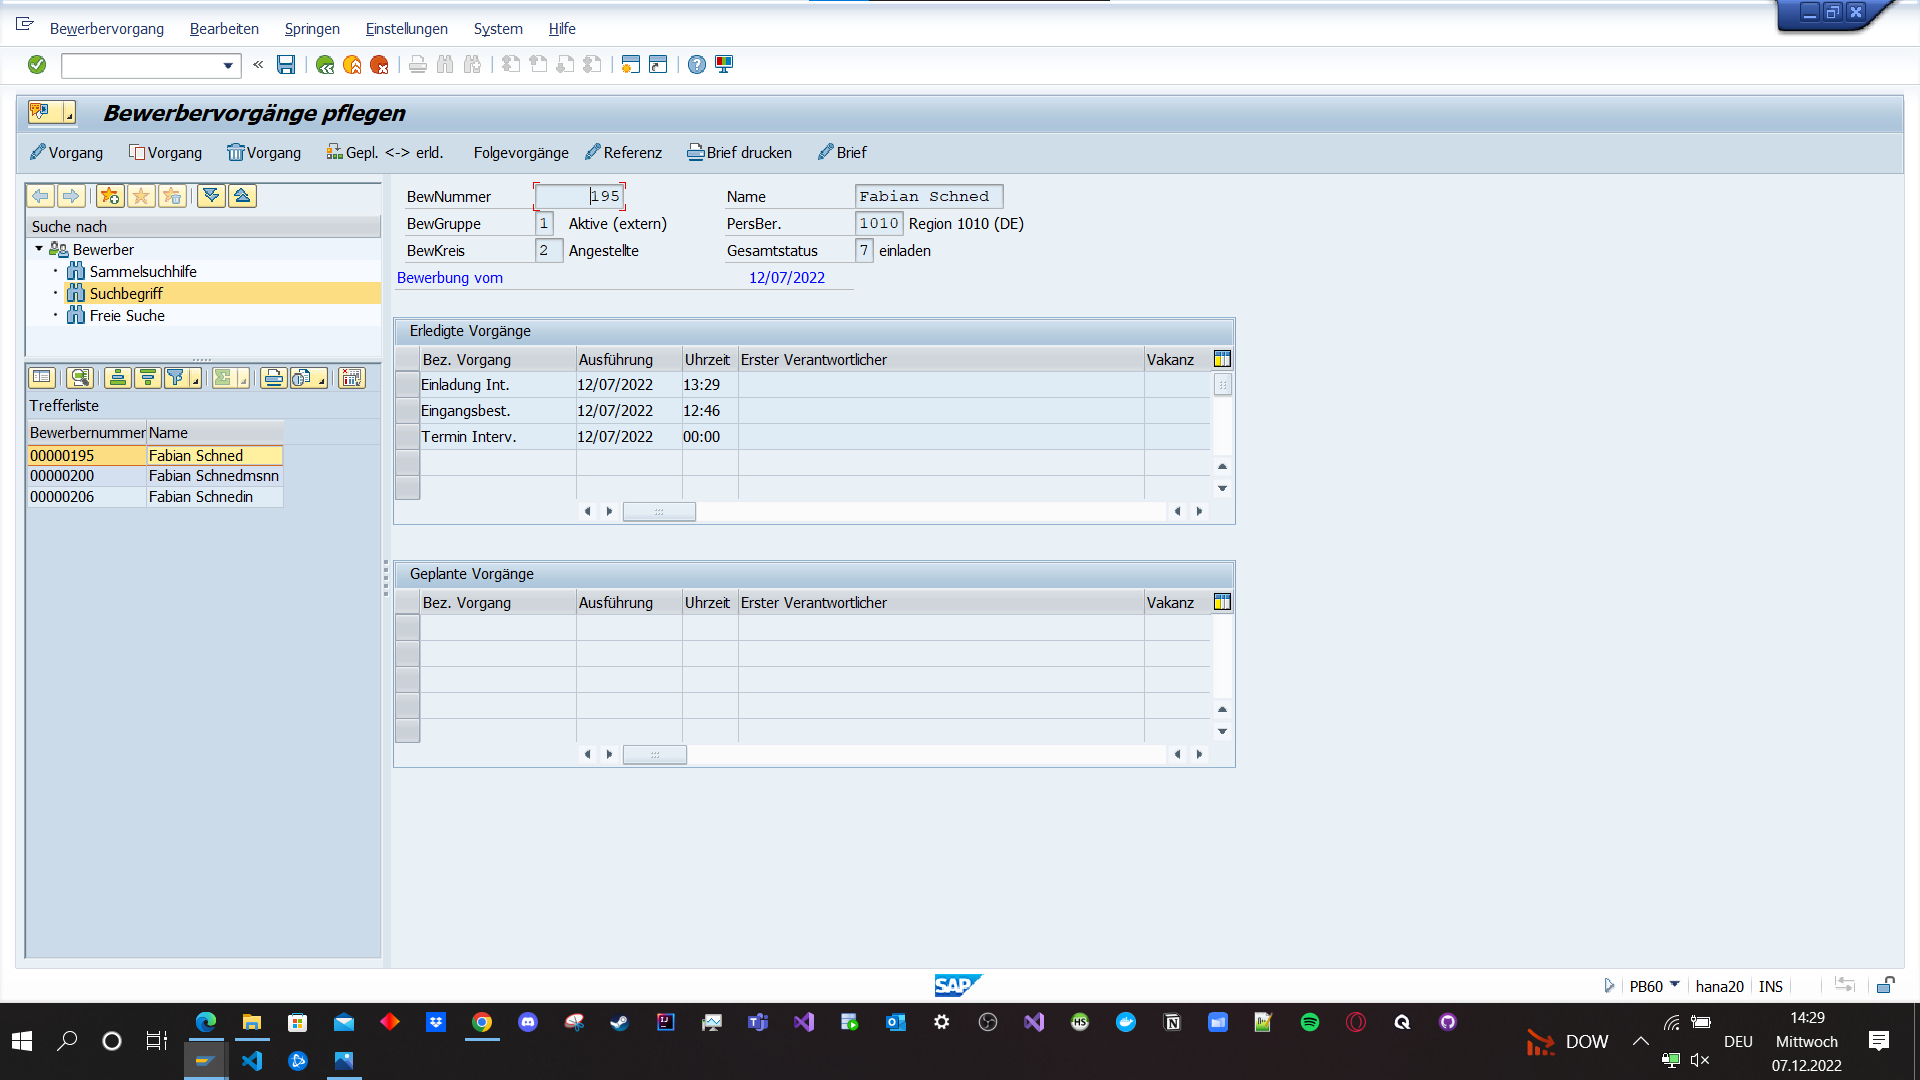 Bewerbervorgang Bearbeiten Springen Einstellungen System Hilfe
Bewerbervorgänge pflegen
Vorgang Vorgang Vorgang Gepl. <-> erld. Folgevorgänge Referenz Brief drucken Brief
Suche nach
Bewerber
Sammelsuchhilfe
Suchbegriff
Freie Suche
Trefferliste
Bewerbernummer Name
00000195 Fabian Schned
00000200 Fabian Schnedmsnn
00000206 Fabian Schnedin
BewNummer 195 Name Fabian Schned
BewGruppe 1 Aktive (extern) PersBer. 1010 Region 1010 (DE)
BewKreis 2 Angestellte Gesamtstatus 7 einladen
Bewerbung vom 12/07/2022
Erledigte Vorgänge
Bez. Vorgang Ausführung Uhrzeit Erster Verantwortlicher Vakanz
Einladung Int. 12/07/2022 13:29
Eingangsbest. 12/07/2022 12:46
Termin Interv. 12/07/2022 00:00
Geplante Vorgänge
Bez. Vorgang Ausführung Uhrzeit Erster Verantwortlicher Vakanz
SAP
PB60 hana20 INS
DOW
DEU
14:29
Mittwoch
07.12.2022